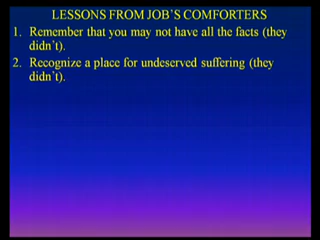 LESSONS FROM JOB'S COMFORTERS
1. Remember that you may not have all the facts (they
didn't).
2. Recognize a place for undeserved suffering (they
didn't).